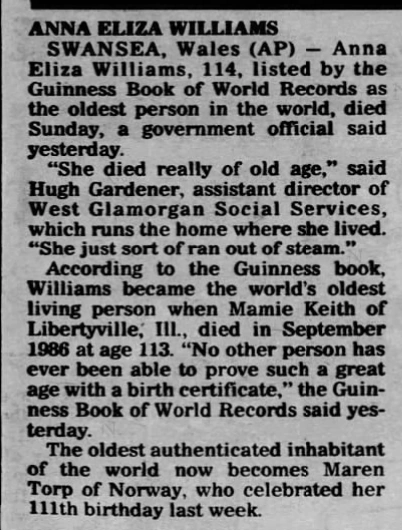 ANNA ELIZA WILLIAMS
SWANSEA, Wales (AP) — Anna
Eliza Williams, 114, listed by the
Guinness Book of World Records as
the oldest person in the world, died
Sunday, a government official said
yesterday.
"She died really of old age," said
Hugh Gardener, assistant director of
West Glamorgan Social Services,
which runs the home where she lived.
"She just sort of ran out of steam."
According to the Guinness book,
Williams became the world's oldest
living person when Mamie Keith of
Libertyville, Ill., died in September
1986 at age 113. "No other person has
ever been able to prove such a great
age with a birth certificate," the Guin-
ness Book of World Records said yes-
terday.
The oldest authenticated inhabitant
of the world now becomes Maren
Torp of Norway, who celebrated her
111th birthday last week.